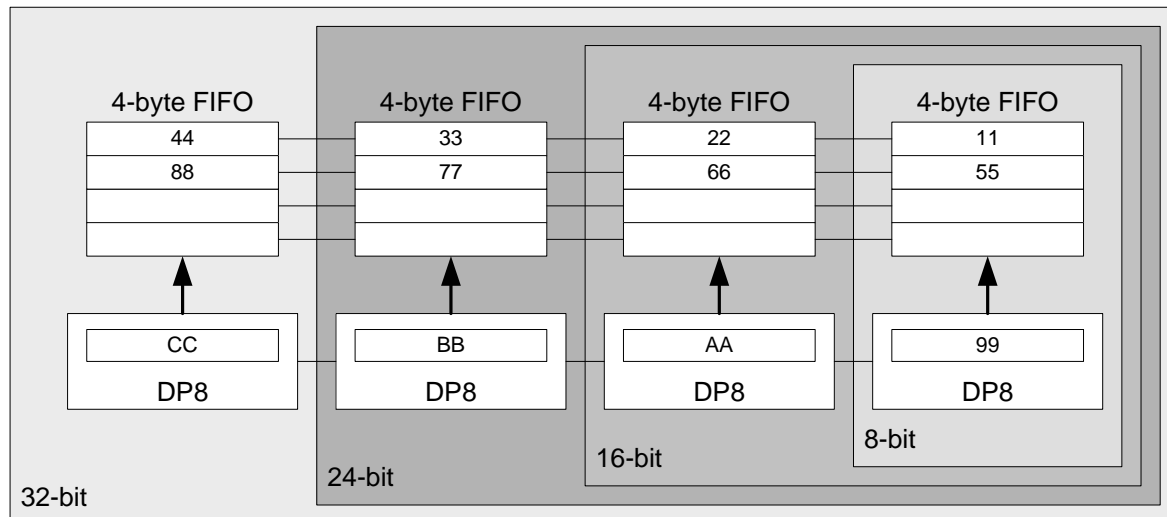 4-byte FIFO 4-byte FIFO 4-byte FIFO 4-byte FIFO
44 33 22 11
88 77 66 55
CC BB AA 99
DP8 DP8 DP8 DP8
8-bit
16-bit
24-bit
32-bit